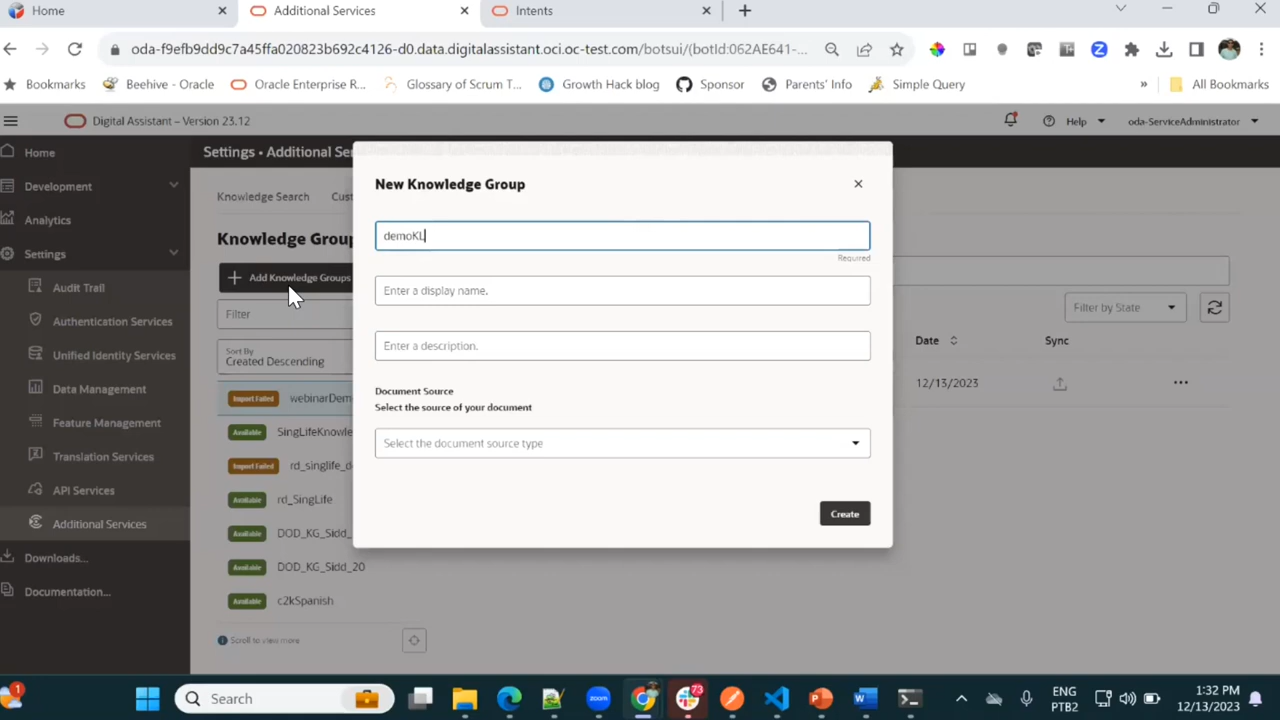 Home
Additional Services
Intents
oda-f9efb9dd9c7a45ffa020823b692c4126-d0.data.digitalassistant.oci.oc-test.com/botsui/(botId:062AE641-...
Bookmarks
Beehive - Oracle
Oracle Enterprise R...
Glossary of Scrum T...
Growth Hack blog
Sponsor
Parents' Info
Simple Query
»
All Bookmarks
Digital Assistant – Version 23.12
Help
oda-ServiceAdministrator
Home
Development
Analytics
Settings
Audit Trail
Authentication Services
Unified Identity Services
Data Management
Feature Management
Translation Services
API Services
Additional Services
Downloads...
Documentation...
Settings • Additional Se
Knowledge Search
Cust
Knowledge Group
Add Knowledge Groups
Filter
Sort By
Created Descending
Import Failed webinarDem
Available SingLifeKnowle
Import Failed rd_singlife_d
Available rd_SingLife
Available DOD_KG_Sidd_
Available DOD_KG_Sidd_20
Available c2kSpanish
Scroll to view more
New Knowledge Group
demoKL
Required
Enter a display name.
Enter a description.
Document Source
Select the source of your document
Select the document source type
Create
Filter by State
Date
Sync
12/13/2023
1
Search
zoom
73
ENG
PTB2
1:32 PM
12/13/2023